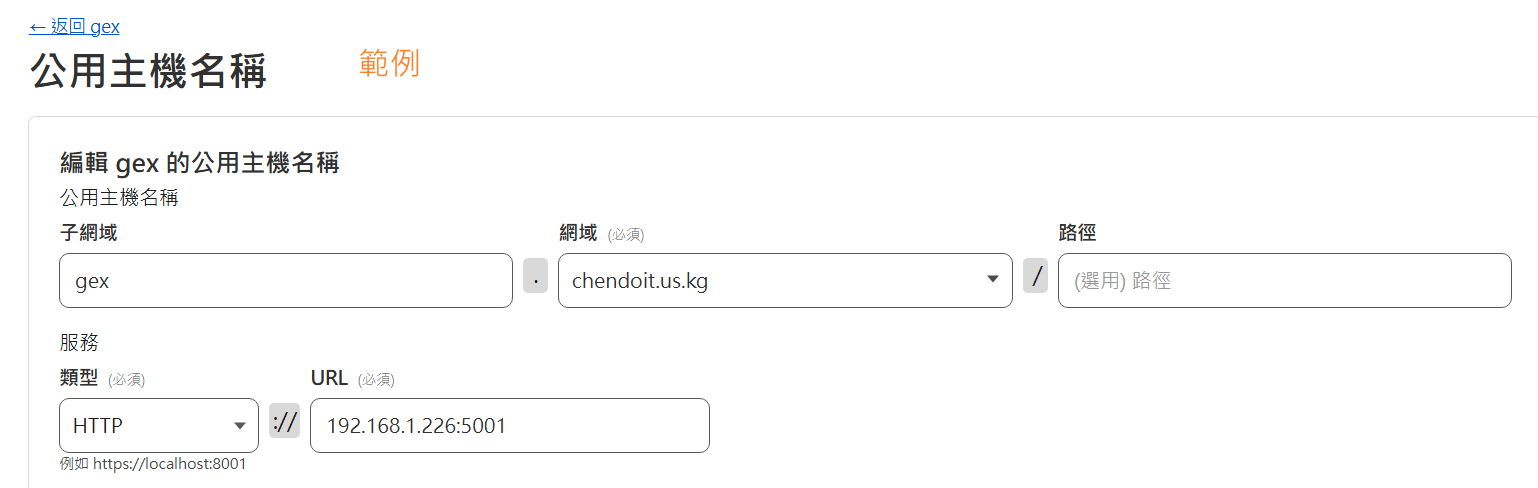 ← 返回 gex
公用主機名稱 範例
編輯 gex 的公用主機名稱
公用主機名稱
子網域 網域 (必須) 路徑
gex . chendoit.us.kg / (選用) 路徑
服務
類型 (必須) URL (必須)
HTTP :// 192.168.1.226:5001
例如 https://localhost:8001